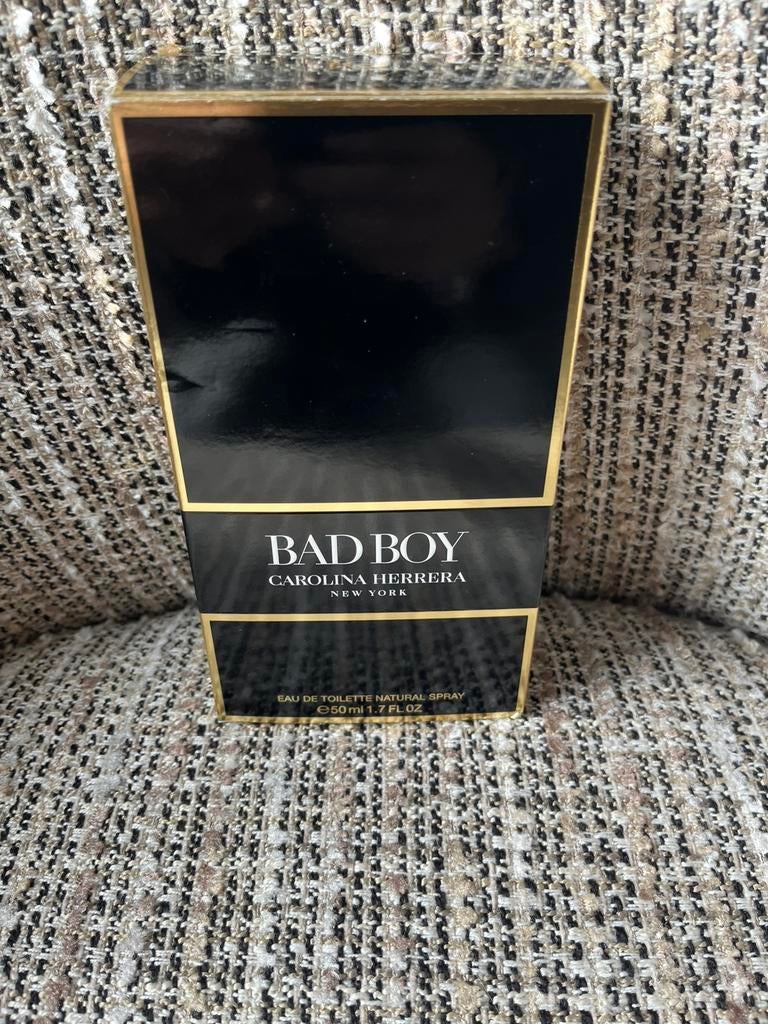 BAD BOY
CAROLINA HERRERA
NEW YORK
EAU DE TOILETTE NATURAL SPRAY
℮50 ml 1.7 FL OZ